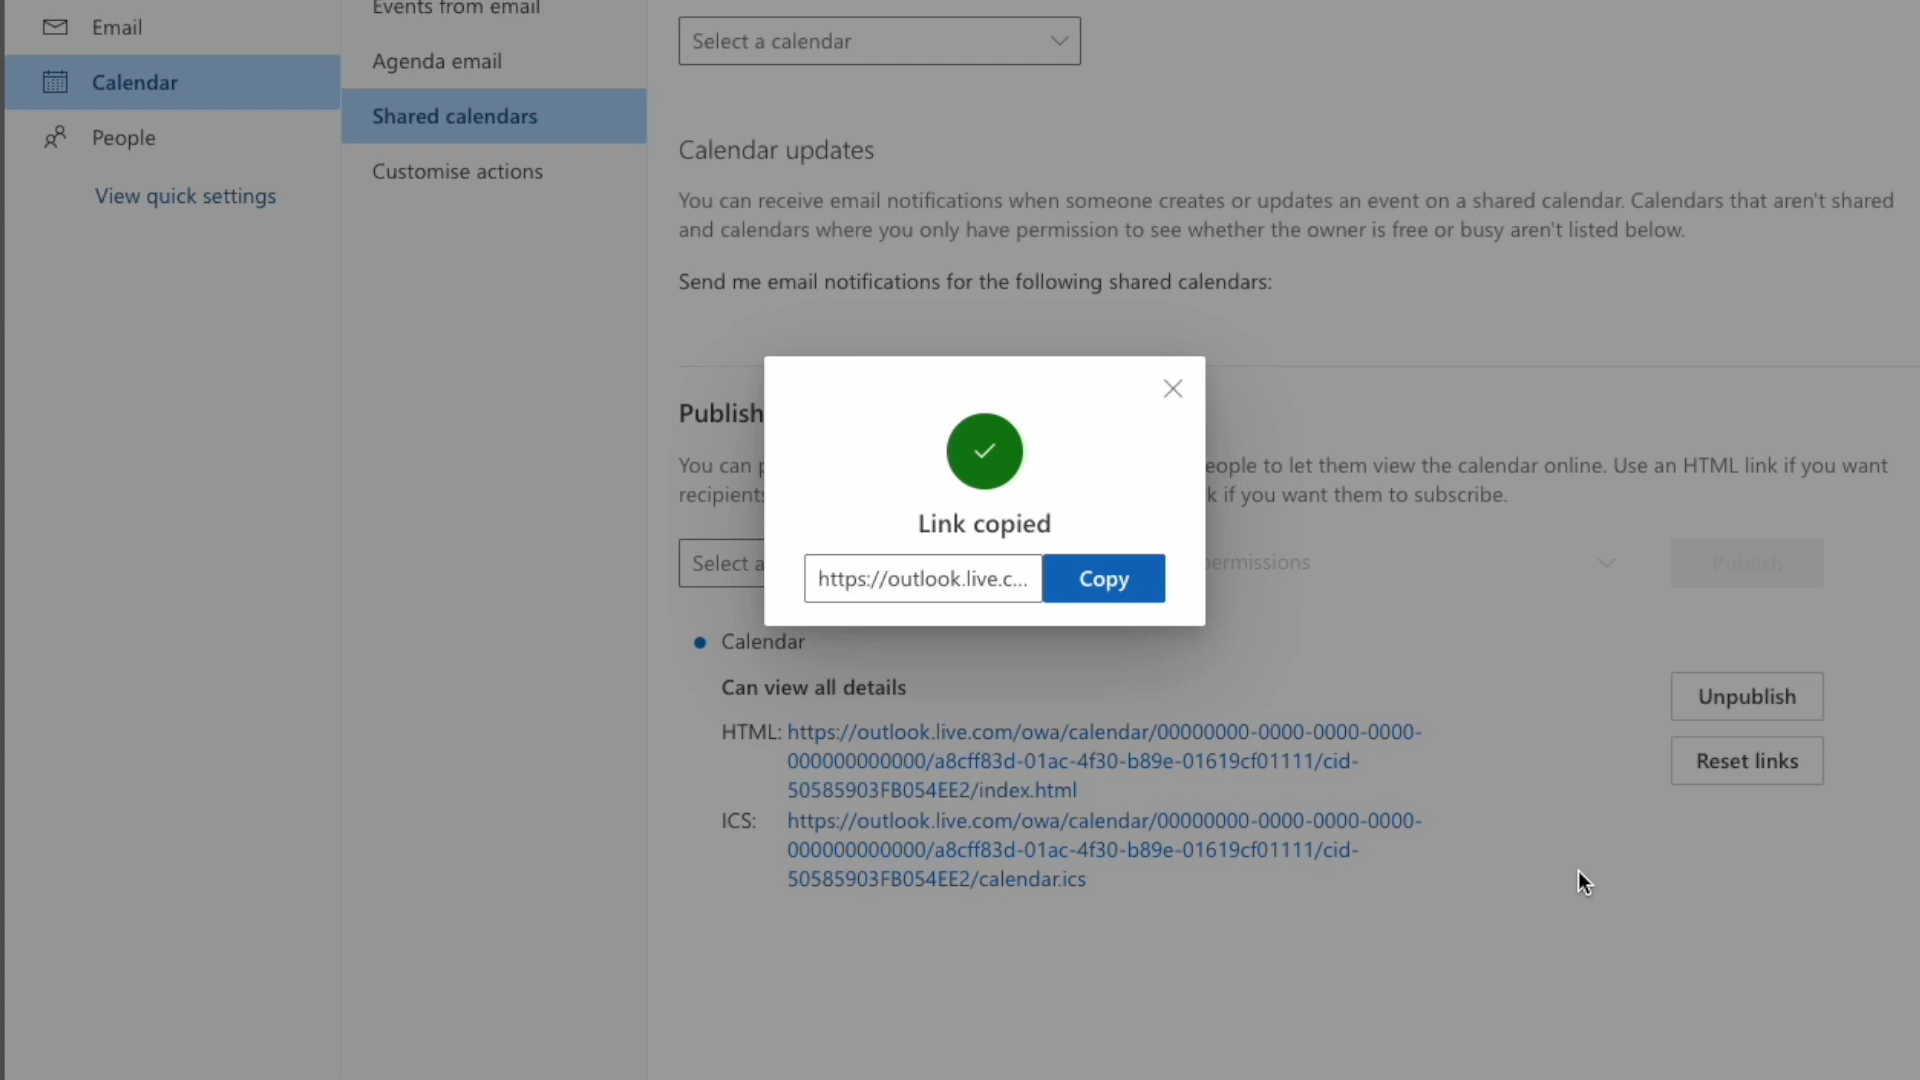 Email
Calendar
People
View quick settings
Events from email
Agenda email
Shared calendars
Customise actions
Select a calendar
Calendar updates
You can receive email notifications when someone creates or updates an event on a shared calendar. Calendars that aren't shared
and calendars where you only have permission to see whether the owner is free or busy aren't listed below.
Send me email notifications for the following shared calendars:
Publish
You can p
eople to let them view the calendar online. Use an HTML link if you want
recipients
k if you want them to subscribe.
Select a
permissions
Publish
Link copied
https://outlook.live.c...
Copy
Calendar
Can view all details
HTML: https://outlook.live.com/owa/calendar/00000000-0000-0000-0000-
000000000000/a8cff83d-01ac-4f30-b89e-01619cf01111/cid-
50585903FB054EE2/index.html
ICS: https://outlook.live.com/owa/calendar/00000000-0000-0000-0000-
000000000000/a8cff83d-01ac-4f30-b89e-01619cf01111/cid-
50585903FB054EE2/calendar.ics
Unpublish
Reset links